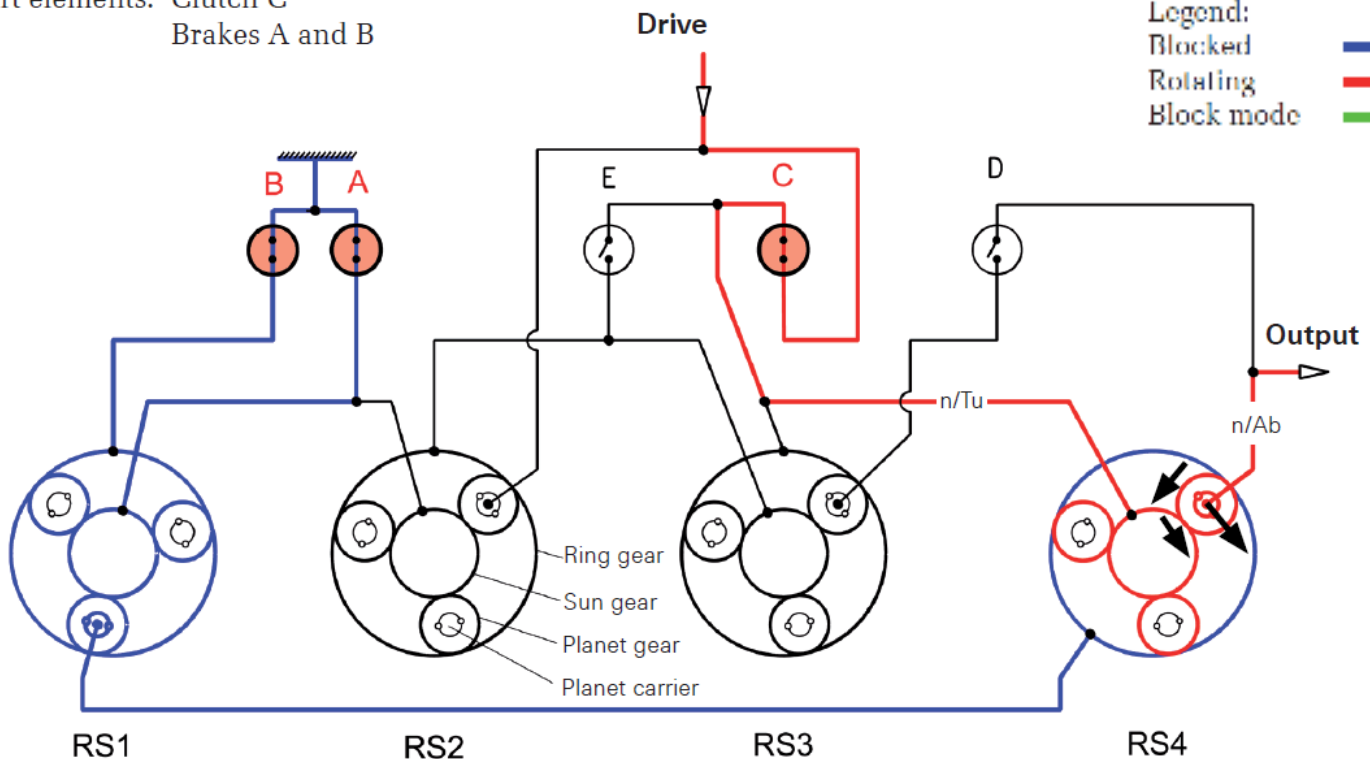 Clutch C
Brakes A and B
Drive
Legend:
Blocked
Rotating
Block mode
B
A
E
C
D
Output
n/Tu
n/Ab
Ring gear
Sun gear
Planet gear
Planet carrier
RS1
RS2
RS3
RS4